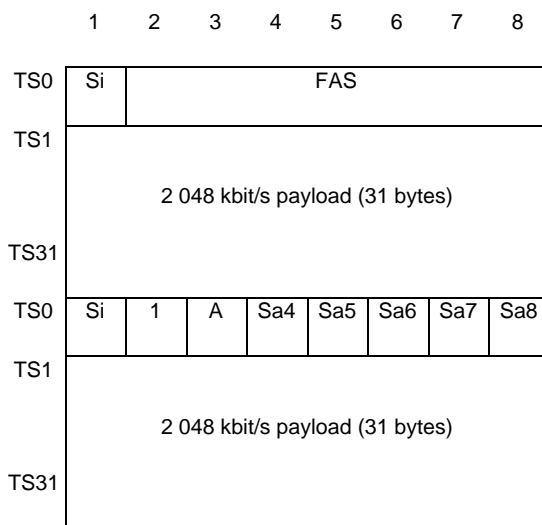 1 2 3 4 5 6 7 8
TS0 Si FAS
TS1
2 048 kbit/s payload (31 bytes)
TS31
TS0 Si 1 A Sa4 Sa5 Sa6 Sa7 Sa8
TS1
2 048 kbit/s payload (31 bytes)
TS31